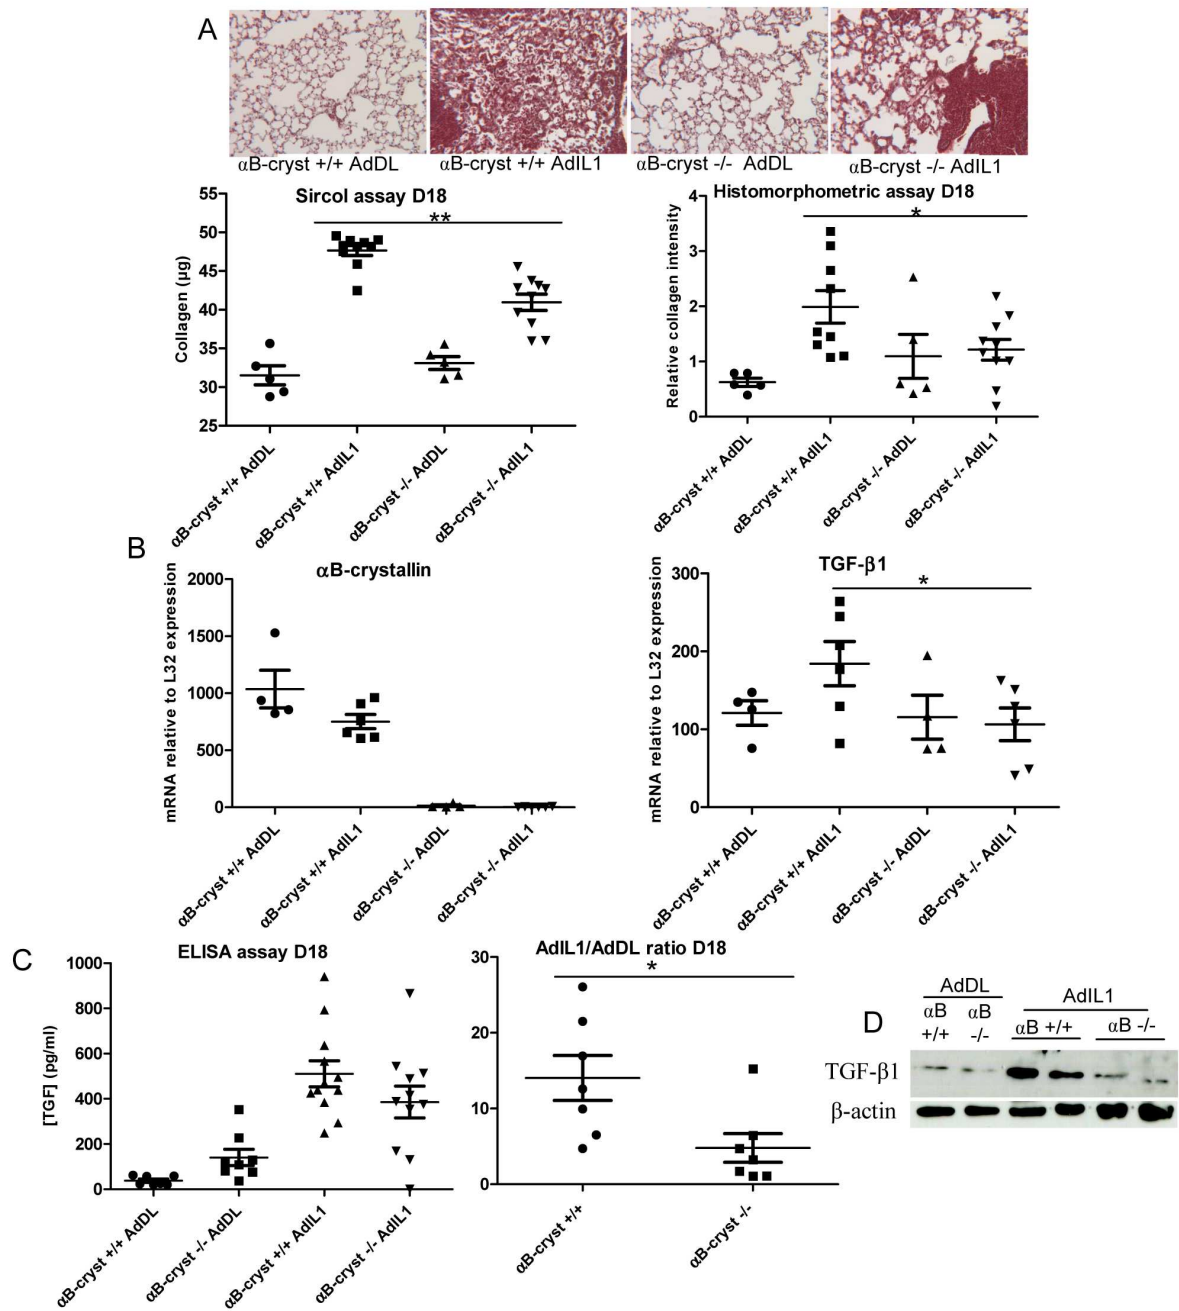 A
αB-cryst +/+ AdDL
αB-cryst +/+ AdIL1
αB-cryst -/- AdDL
αB-cryst -/- AdIL1
Sircol assay D18
**
Collagen (µg)
55
50
45
40
35
30
25
αB-cryst +/+ AdDL
αB-cryst +/+ AdIL1
αB-cryst -/- AdDL
αB-cryst -/- AdIL1
Histomorphometric assay D18
*
Relative collagen intensity
4
3
2
1
0
αB-cryst +/+ AdDL
αB-cryst +/+ AdIL1
αB-cryst -/- AdDL
αB-cryst -/- AdIL1
B
αB-crystallin
mRNA relative to L32 expression
2000
1500
1000
500
0
αB-cryst +/+ AdDL
αB-cryst +/+ AdIL1
αB-cryst -/- AdDL
αB-cryst -/- AdIL1
TGF-β1
*
mRNA relative to L32 expression
300
200
100
0
αB-cryst +/+ AdDL
αB-cryst +/+ AdIL1
αB-cryst -/- AdDL
αB-cryst -/- AdIL1
C
ELISA assay D18
[TGF] (pg/ml)
1000
800
600
400
200
0
αB-cryst +/+ AdDL
αB-cryst -/- AdDL
αB-cryst +/+ AdIL1
αB-cryst -/- AdIL1
AdIL1/AdDL ratio D18
*
30
20
10
0
αB-cryst +/+
αB-cryst -/-
D
AdDL
AdIL1
αB +/+
αB -/-
αB +/+
αB -/-
TGF-β1
β-actin